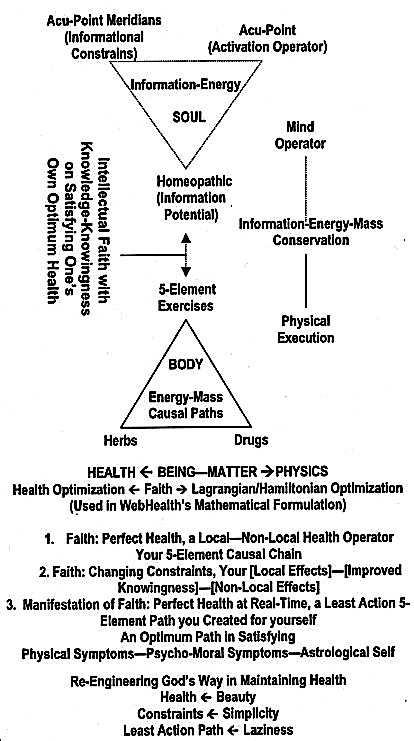 Acu-Point Meridians
(Informational
Constrains)
Acu-Point
(Activation Operator)
Information-Energy
SOUL
Mind
Operator
Intellectual Faith with
Knowledge-Knowingness
on Satisfying One's
Own Optimum Health
Homeopathic
(Information
Potential)
Information-Energy-Mass
Conservation
5-Element
Exercises
Physical
Execution
BODY
Energy-Mass
Causal Paths
Herbs
Drugs
HEALTH ← BEING—MATTER → PHYSICS
Health Optimization ← Faith → Lagrangian/Hamiltonian Optimization
(Used in WebHealth's Mathematical Formulation)
1. Faith: Perfect Health, a Local—Non-Local Health Operator
Your 5-Element Causal Chain
2. Faith: Changing Constraints, Your [Local Effects]—[Improved
Knowingness]—[Non-Local Effects]
3. Manifestation of Faith: Perfect Health at Real-Time, a Least Action 5-
Element Path you Created for yourself
An Optimum Path in Satisfying
Physical Symptoms—Psycho-Moral Symptoms—Astrological Self
Re-Engineering God's Way in Maintaining Health
Health ← Beauty
Constraints ← Simplicity
Least Action Path ← Laziness